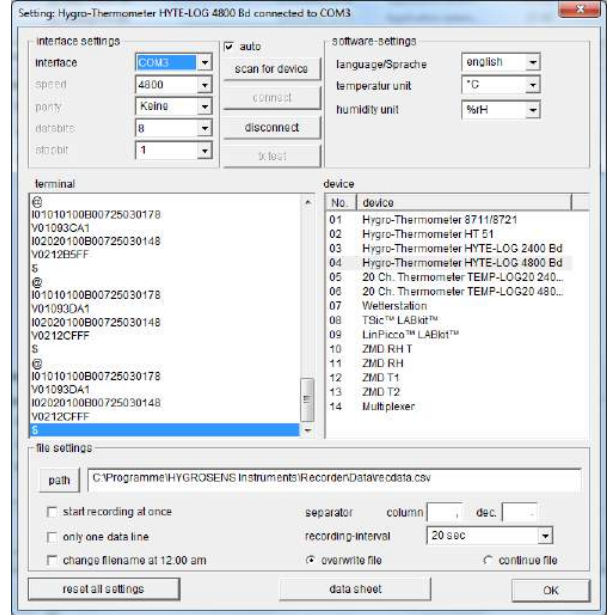 Setting: Hygro-Thermometer HYTE-LOG 4800 Bd connected to COM3
interface settings
interface COM3
speed 4800
parity Keine
databits 8
stopbit 1
auto
scan for device
connect
disconnect
tx test
software-settings
language/Sprache english
temperatur unit °C
humidity unit %rH
terminal
@
I01010100B00725030178
V01093CA1
I02020100B00725030148
V0212B5FF
$
@
I01010100B00725030178
V01093DA1
I02020100B00725030148
V0212CFFF
$
@
I01010100B00725030178
V01093DA1
I02020100B00725030148
V0212CFFF
$
device
No. device
01 Hygro-Thermometer 8711/8721
02 Hygro-Thermometer HT 51
03 Hygro-Thermometer HYTE-LOG 2400 Bd
04 Hygro-Thermometer HYTE-LOG 4800 Bd
05 20 Ch. Thermometer TEMP-LOG20 240...
06 20 Ch. Thermometer TEMP-LOG20 480...
07 Wetterstation
08 TSic™ LABkit™
09 LinPicco™ LABkit™
10 ZMD RH T
11 ZMD RH
12 ZMD T1
13 ZMD T2
14 Multiplexer
file settings
path C:\Programme\HYGROSENS Instruments\Recorder\Data\recdata.csv
start recording at once
separator column , dec. .
only one data line
recording-interval 20 sec
change filename at 12.00 am
overwrite file
continue file
reset all settings
data sheet
OK